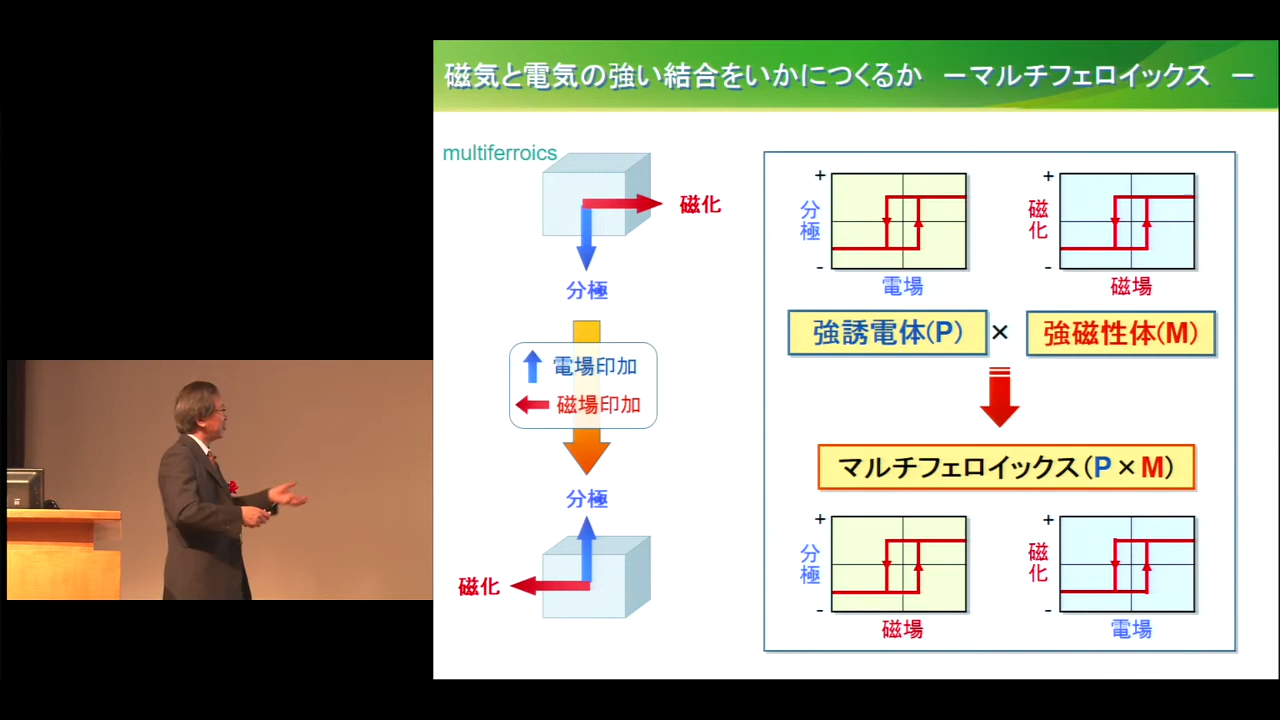 磁気と電気の強い結合をいかにつくるか －マルチフェロイックス －
multiferroics
磁化
分極
電場印加
磁場印加
分極
磁化
+
分極
-
電場
+
磁化
-
磁場
強誘電体(P)
×
強磁性体(M)
マルチフェロイックス(P×M)
+
分極
-
磁場
+
磁化
-
電場